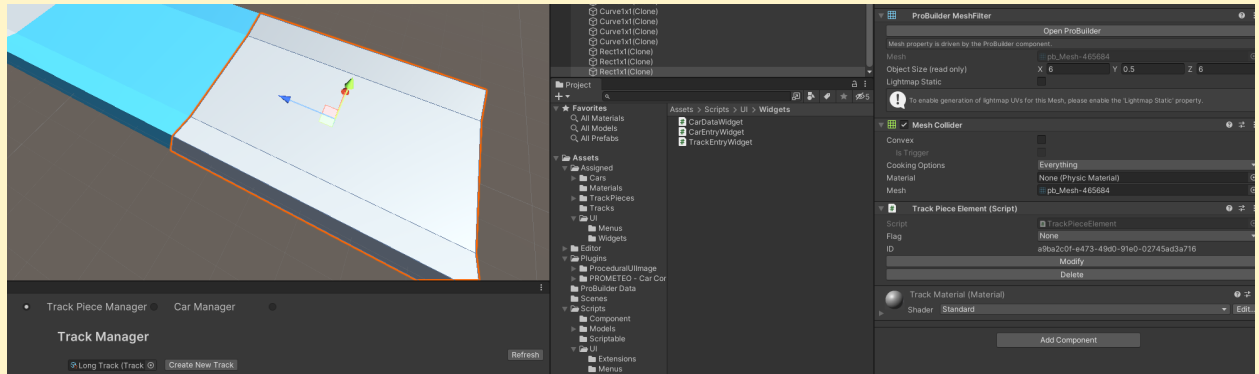 Track Piece Manager
Car Manager
Track Manager
Refresh
Long Track (Track
Create New Track
Curve1x1(Clone)
Curve1x1(Clone)
Curve1x1(Clone)
Curve1x1(Clone)
Rect1x1(Clone)
Rect1x1(Clone)
Rect1x1(Clone)
Project
5
Favorites
All Materials
All Models
All Prefabs
Assets
Assigned
Cars
Materials
TrackPieces
Tracks
UI
Menus
Widgets
Editor
Plugins
ProceduralUIImage
PROMETEO - Car Cor
ProBuilder Data
Scenes
Scripts
Component
Models
Scriptable
UI
Extensions
Menus
Assets > Scripts > UI > Widgets
CarDataWidget
CarEntryWidget
TrackEntryWidget
ProBuilder MeshFilter
Open ProBuilder
Mesh property is driven by the ProBuilder component.
Mesh pb_Mesh-465684
Object Size (read only) X 6 Y 0.5 Z 6
Lightmap Static
To enable generation of lightmap UVs for this Mesh, please enable the 'Lightmap Static' property.
Mesh Collider
Convex
Is Trigger
Cooking Options Everything
Material None (Physic Material)
Mesh pb_Mesh-465684
Track Piece Element (Script)
Script TrackPieceElement
Flag None
ID a9ba2c0f-e473-49d0-91e0-02745ad3a716
Modify
Delete
Track Material (Material)
Shader Standard Edit...
Add Component